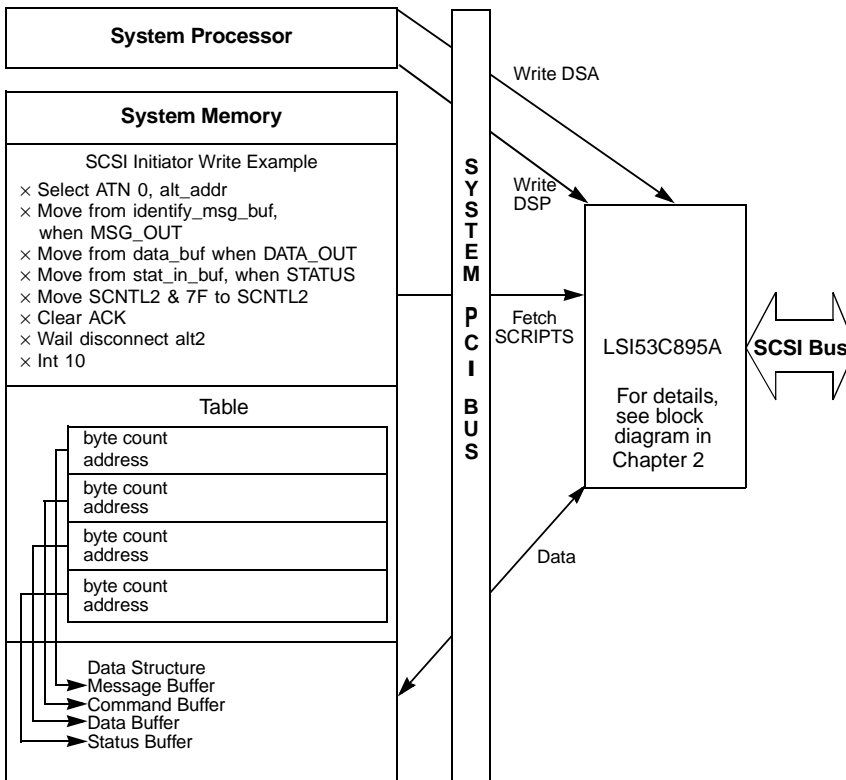 System Processor
System Memory
SCSI Initiator Write Example
× Select ATN 0, alt_addr
× Move from identify_msg_buf,
when MSG_OUT
× Move from data_buf when DATA_OUT
× Move from stat_in_buf, when STATUS
× Move SCNTL2 & 7F to SCNTL2
× Clear ACK
× Wail disconnect alt2
× Int 10
Table
byte count
address
byte count
address
byte count
address
byte count
address
Data Structure
Message Buffer
Command Buffer
Data Buffer
Status Buffer
SYSTEM PCI BUS
Write DSA
Write
DSP
Fetch
SCRIPTS
Data
LSI53C895A
For details,
see block
diagram in
Chapter 2
SCSI Bus